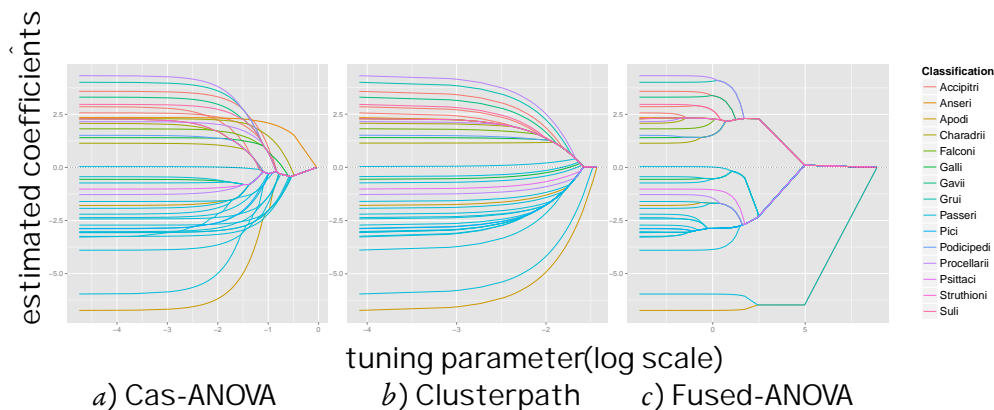 estimated coefficients
2.5
0.0
−2.5
−5.0
−4
−3
−2
−1
0
2.5
0.0
−2.5
−5.0
−4
−3
−2
2.5
0.0
−2.5
−5.0
0
5
Classification
Accipitri
Anseri
Apodi
Charadrii
Falconi
Galli
Gavii
Grui
Passeri
Pici
Podicipedi
Procellarii
Psittaci
Struthioni
Suli
tuning parameter(log scale)
a) Cas-ANOVA
b) Clusterpath
c) Fused-ANOVA